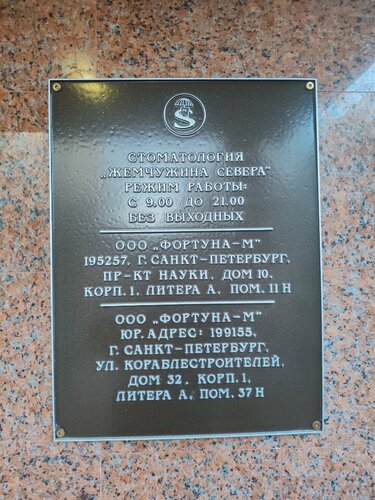 S
СТОМАТОЛОГИЯ
„ЖЕМЧУЖИНА СЕВЕРА"
РЕЖИМ РАБОТЫ:
С 9.00 ДО 21.00
БЕЗ ВЫХОДНЫХ
ООО „ФОРТУНА-М"
195257, Г. САНКТ-ПЕТЕРБУРГ,
ПР-КТ НАУКИ, ДОМ 10,
КОРП. 1, ЛИТЕРА А, ПОМ. 11 Н
ООО „ФОРТУНА-М"
ЮР. АДРЕС: 199155,
Г. САНКТ-ПЕТЕРБУРГ,
УЛ. КОРАБЛЕСТРОИТЕЛЕЙ,
ДОМ 32, КОРП. 1,
ЛИТЕРА А, ПОМ. 37 Н